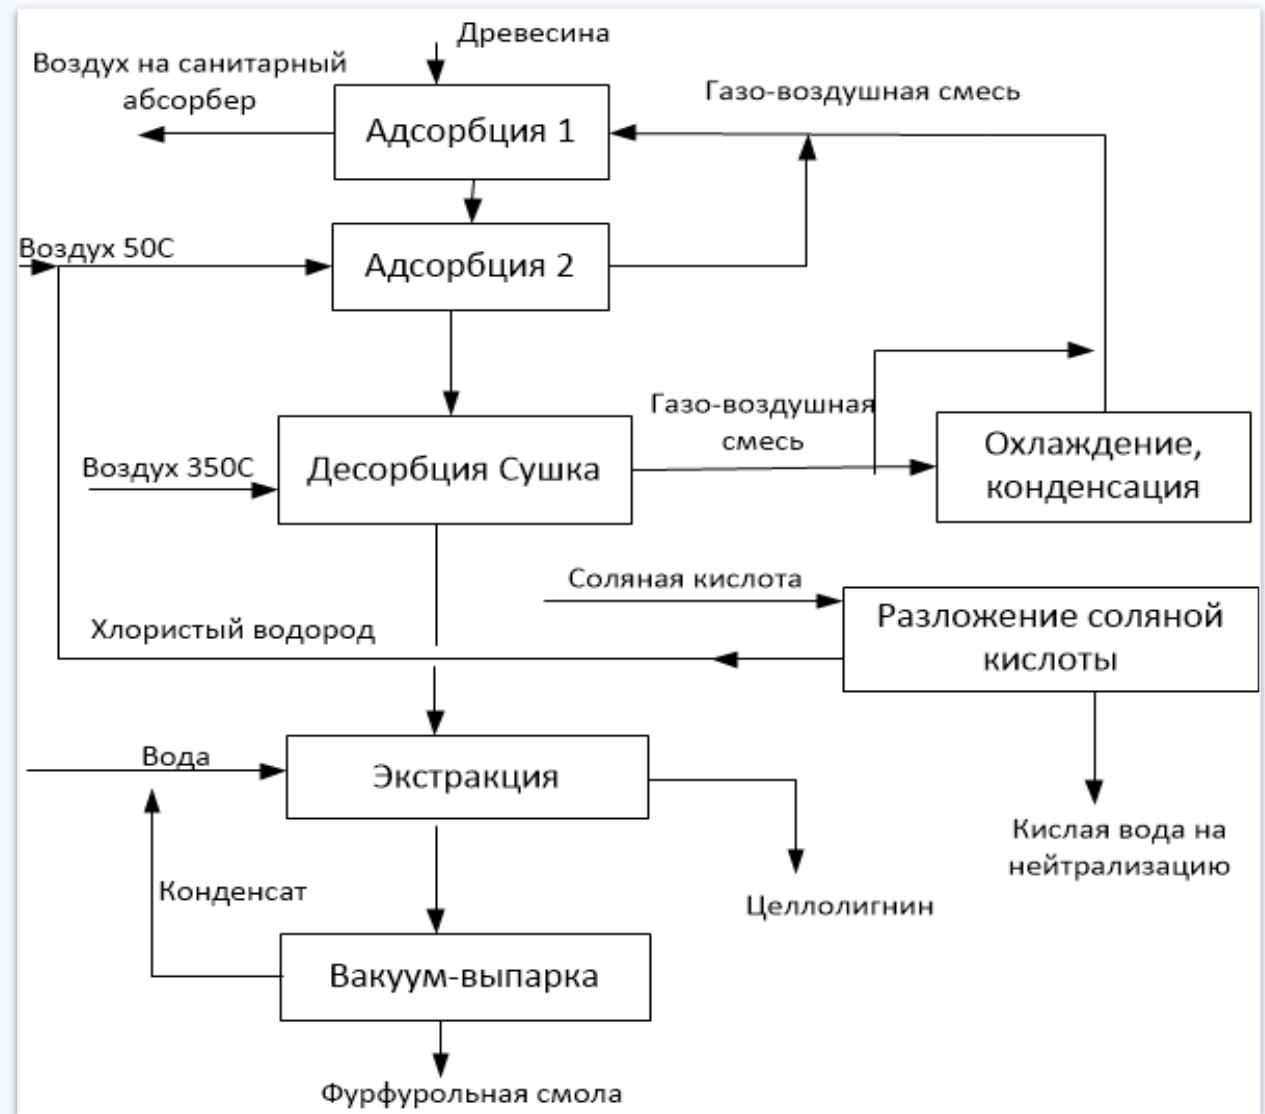 Древесина
Воздух на санитарный
абсорбер
Газо-воздушная смесь
Адсорбция 1
Воздух 50С
Адсорбция 2
Газо-воздушная
смесь
Охлаждение,
конденсация
Воздух 350С
Десорбция Сушка
Соляная кислота
Разложение соляной
кислоты
Хлористый водород
Вода
Экстракция
Кислая вода на
нейтрализацию
Конденсат
Целлолигнин
Вакуум-выпарка
Фурфурольная смола